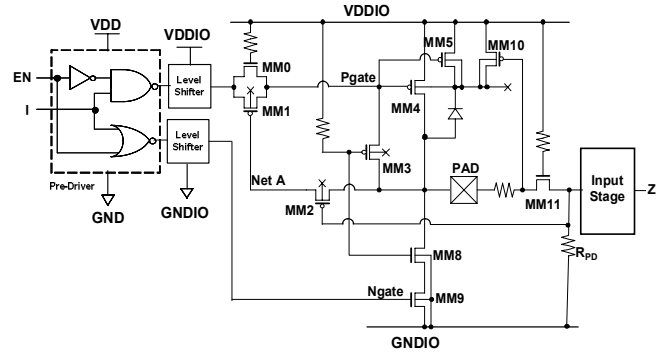 VDD
VDDIO
VDDIO
EN
I
Level
Shifter
Level
Shifter
Pre-Driver
GND
GNDIO
MM0
MM1
Pgate
MM5
MM10
MM4
MM3
Net A
MM2
PAD
MM11
Input
Stage
Z
RPD
MM8
Ngate
MM9
GNDIO